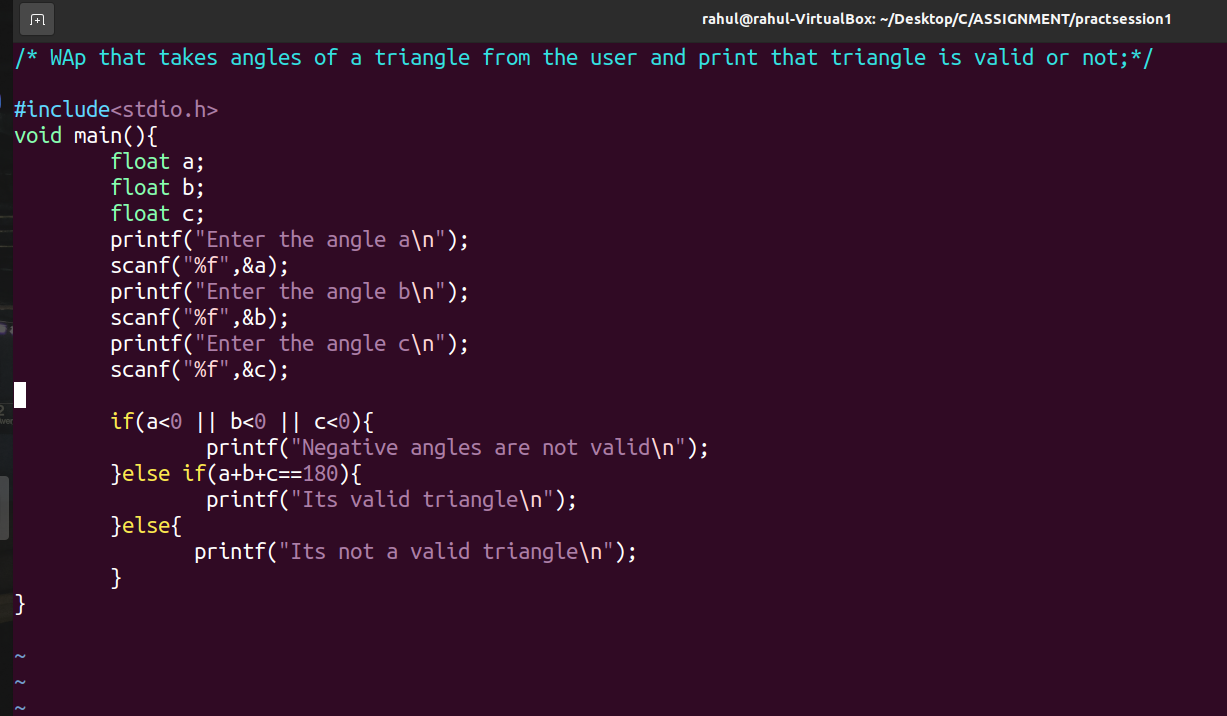 rahul@rahul-VirtualBox: ~/Desktop/C/ASSIGNMENT/practsession1
/* WAp that takes angles of a triangle from the user and print that triangle is valid or not;*/
#include<stdio.h>
void main(){
float a;
float b;
float c;
printf("Enter the angle a\n");
scanf("%f",&a);
printf("Enter the angle b\n");
scanf("%f",&b);
printf("Enter the angle c\n");
scanf("%f",&c);
if(a<0 || b<0 || c<0){
printf("Negative angles are not valid\n");
}else if(a+b+c==180){
printf("Its valid triangle\n");
}else{
printf("Its not a valid triangle\n");
}
}
~
~
~